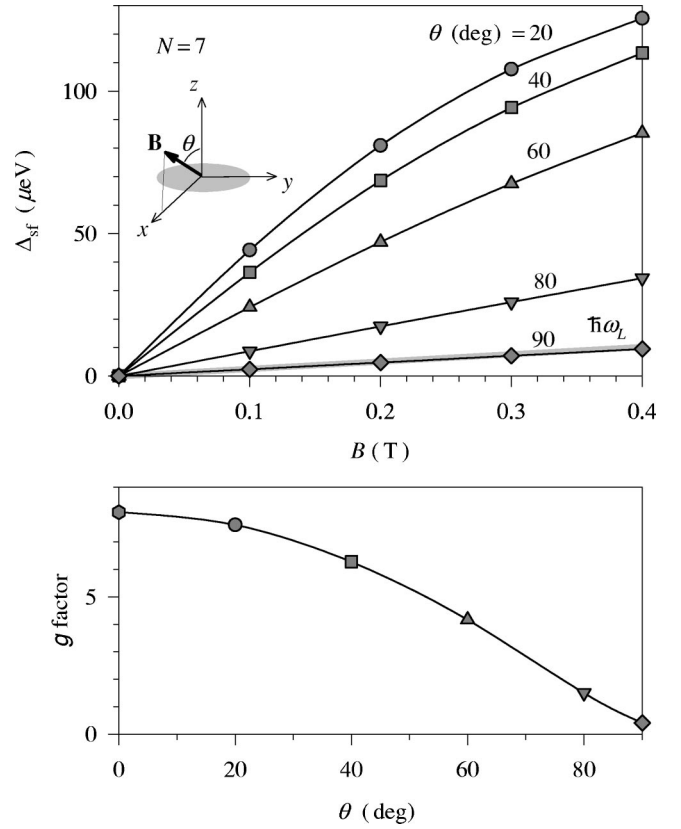 N = 7
θ (deg) = 20
40
60
80
90
ħω_L
z
B
θ
y
x
Δ_sf (μeV)
100
50
0
0.0 0.1 0.2 0.3 0.4
B (T)
g factor
5
0
0 20 40 60 80
θ (deg)